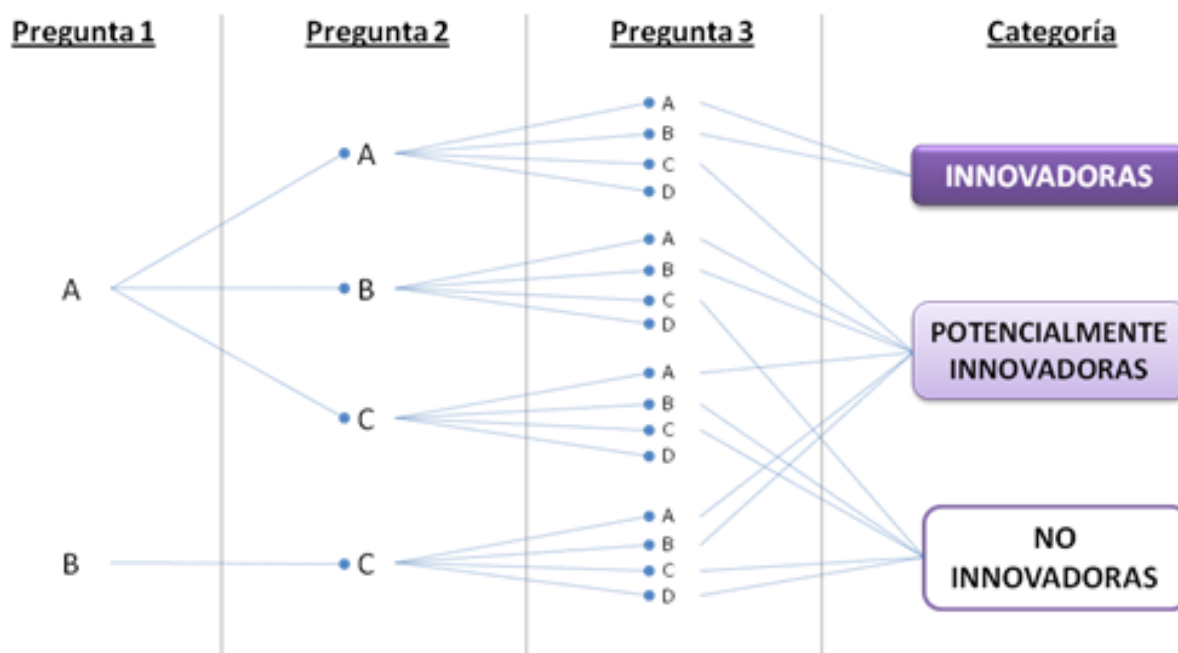 Pregunta 1
Pregunta 2
Pregunta 3
Categoría
A
B
A
B
C
C
A
B
C
D
A
B
C
D
A
B
C
D
A
B
C
D
INNOVADORAS
POTENCIALMENTE
INNOVADORAS
NO
INNOVADORAS